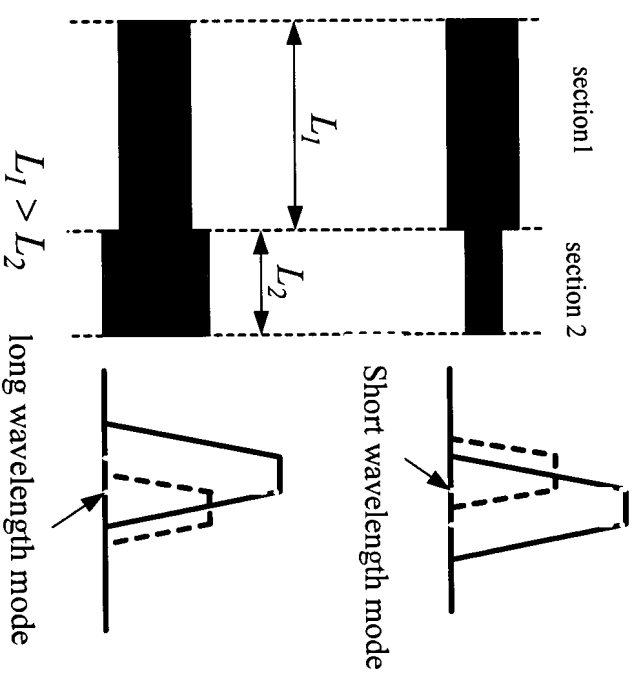 section1
section 2
L1
L2
Short wavelength mode
L1 > L2
long wavelength mode